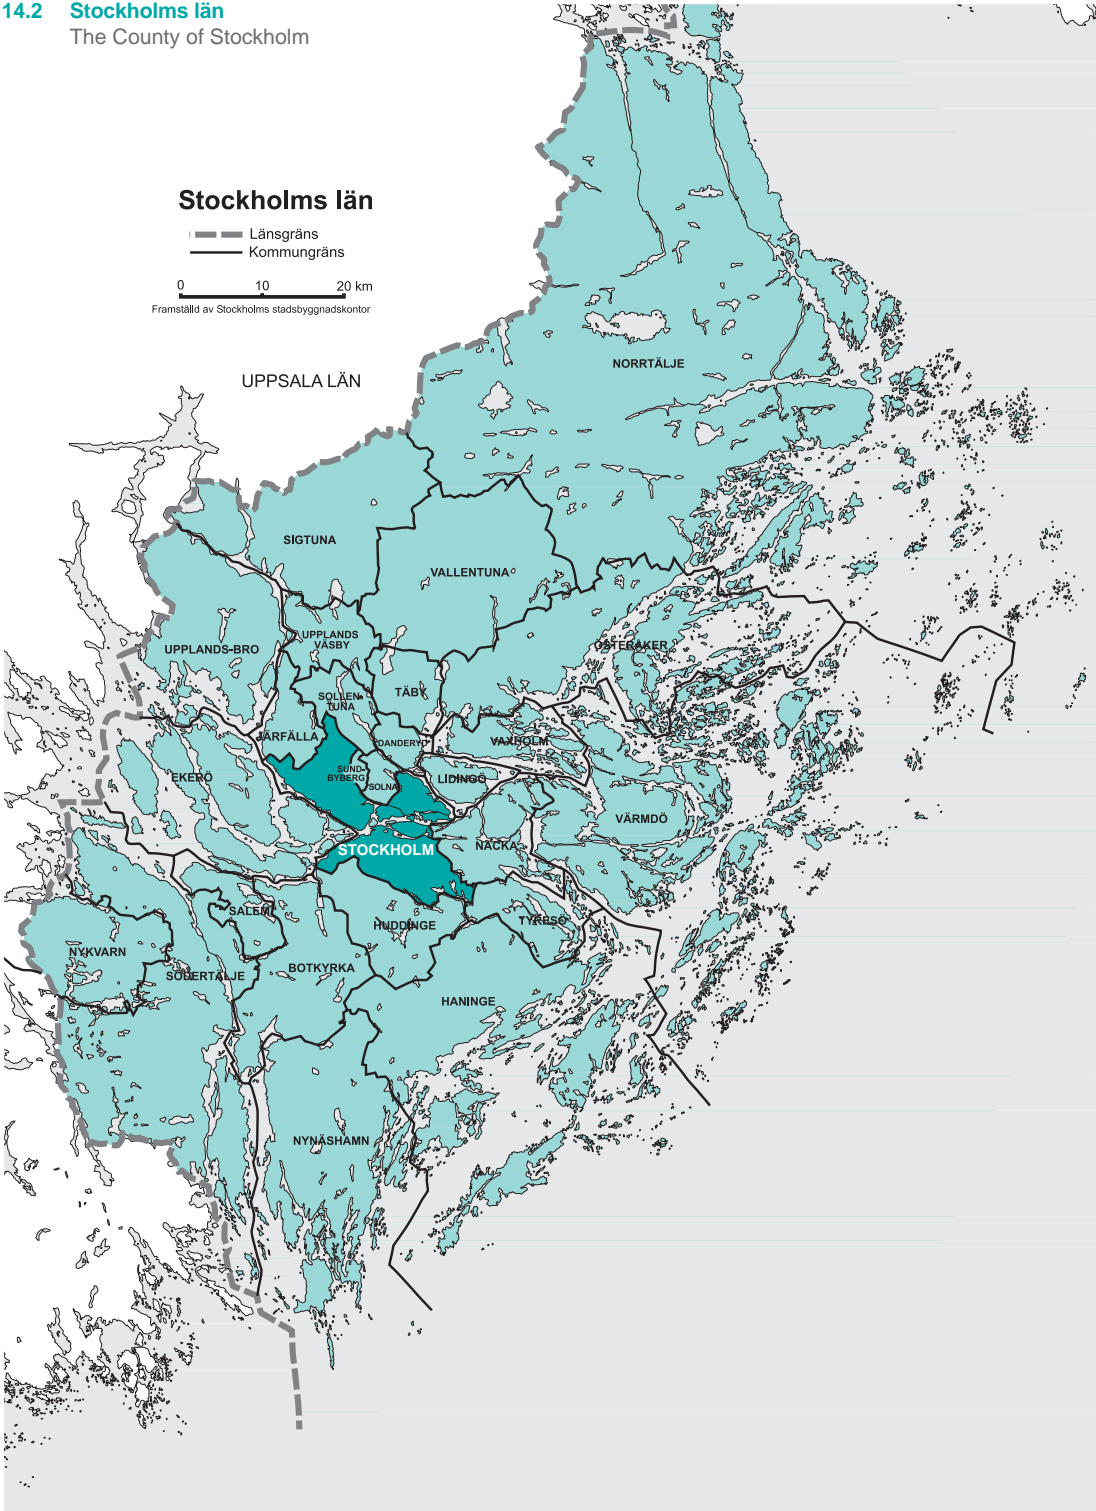 14.2 Stockholms län
The County of Stockholm
Stockholms län
Länsgräns
Kommungräns
0 10 20 km
Framställd av Stockholms stadsbyggnadskontor
UPPSALA LÄN
NORRTÄLJE
SIGTUNA
VALLENTUNA
UPPLANDS
VÄSBY
UPPLANDS-BRO
ÖSTERÅKER
SOLLEN-
TUNA
TÄBY
JÄRFÄLLA
DANDERYD
VAXHOLM
EKERÖ
SUND-
BYBERG
SOLNA
LIDINGÖ
VÄRMDÖ
STOCKHOLM
NACKA
SALEM
HUDDINGE
TYRESÖ
NYKVARN
SÖDERTÄLJE
BOTKYRKA
HANINGE
NYNÄSHAMN